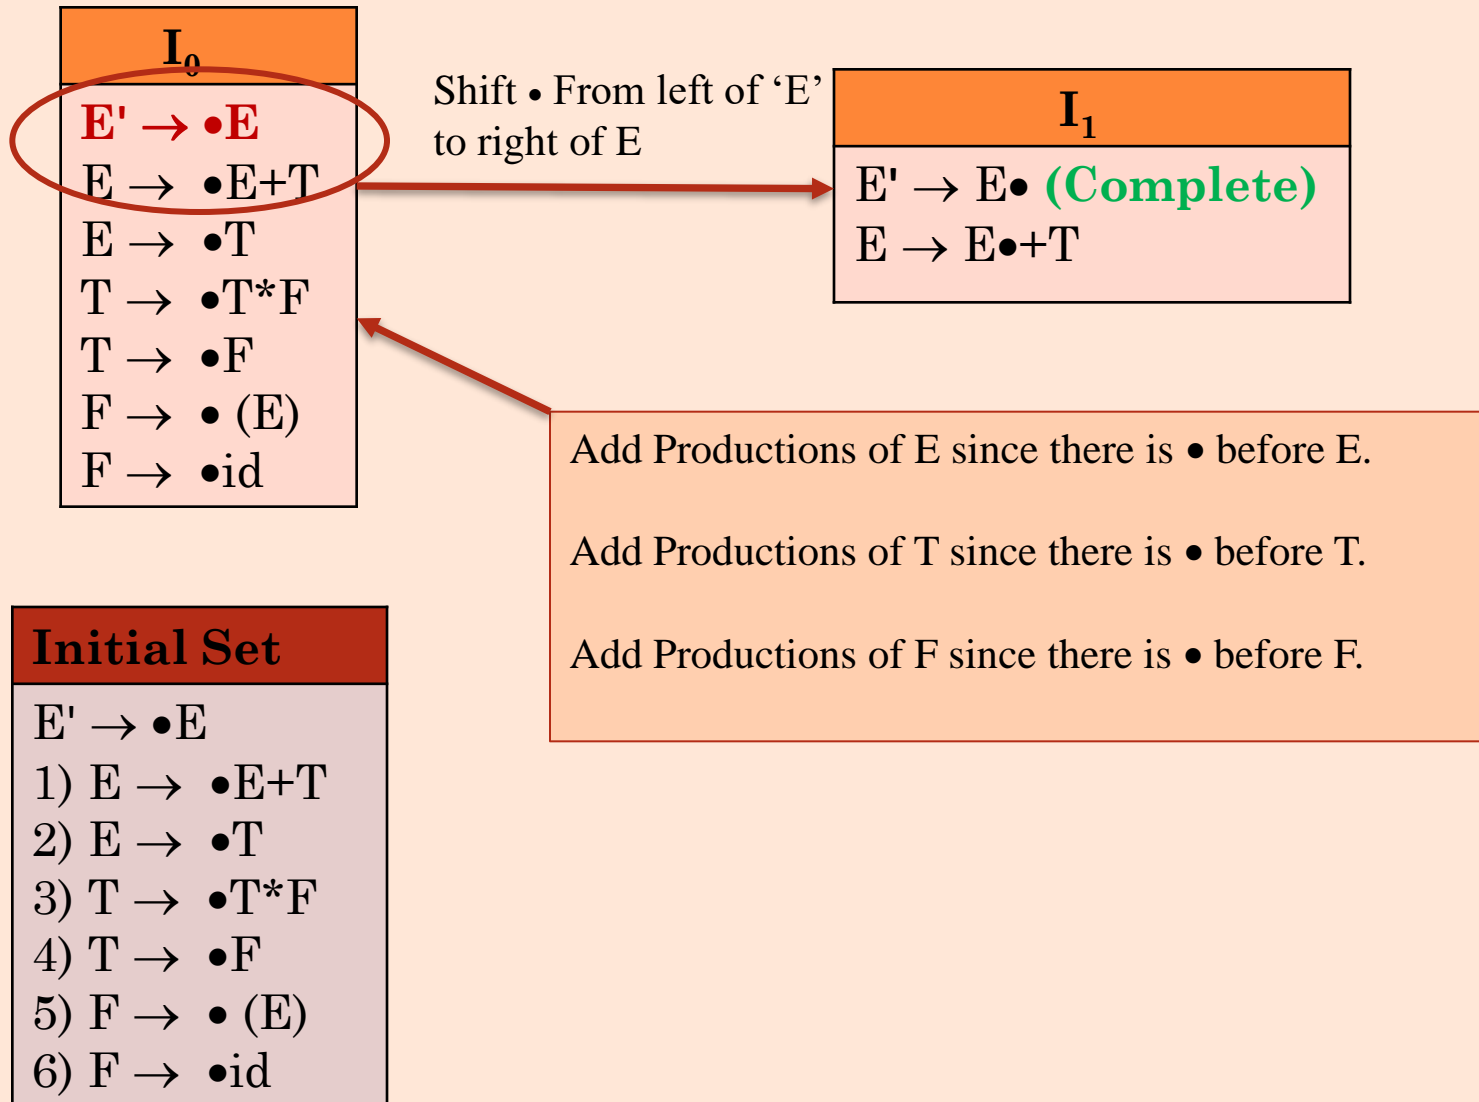 I₀
E' → •E
E → •E+T
E → •T
T → •T*F
T → •F
F → • (E)
F → •id
Shift • From left of ‘E’
to right of E
I₁
E' → E• (Complete)
E → E•+T
Add Productions of E since there is • before E.
Add Productions of T since there is • before T.
Add Productions of F since there is • before F.
Initial Set
E' → •E
1) E → •E+T
2) E → •T
3) T → •T*F
4) T → •F
5) F → • (E)
6) F → •id